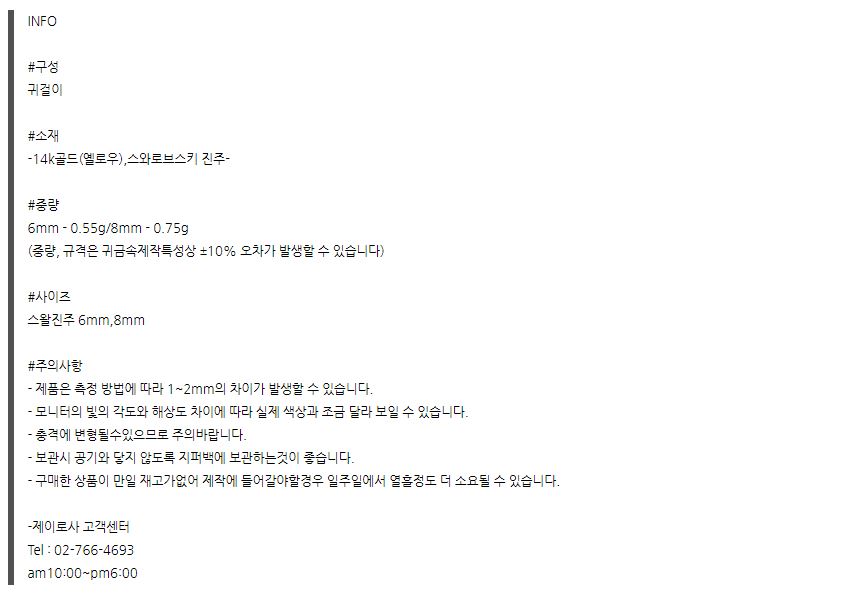 INFO
#구성
귀걸이
#소재
-14k골드(옐로우),스와로브스키 진주-
#중량
6mm - 0.55g/8mm - 0.75g
(중량, 규격은 귀금속제작특성상 ±10% 오차가 발생할 수 있습니다)
#사이즈
스왈진주 6mm,8mm
#주의사항
- 제품은 측정 방법에 따라 1~2mm의 차이가 발생할 수 있습니다.
- 모니터의 빛의 각도와 해상도 차이에 따라 실제 색상과 조금 달라 보일 수 있습니다.
- 충격에 변형될수있으므로 주의바랍니다.
- 보관시 공기와 닿지 않도록 지퍼백에 보관하는것이 좋습니다.
- 구매한 상품이 만일 재고가없어 제작에 들어갈야할경우 일주일에서 열흘정도 더 소요될 수 있습니다.
-제이로사 고객센터
Tel : 02-766-4693
am10:00~pm6:00